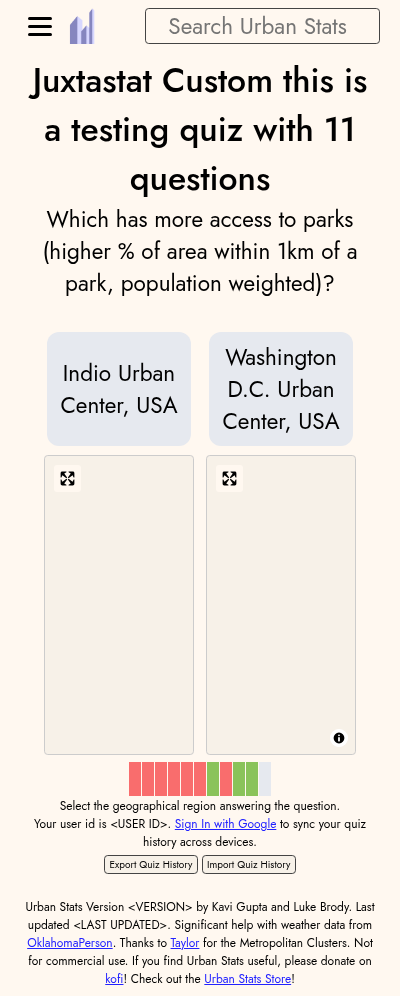 Search Urban Stats
Juxtastat Custom this is
a testing quiz with 11
questions
Which has more access to parks
(higher % of area within 1km of a
park, population weighted)?
Indio Urban
Center, USA
Washington
D.C. Urban
Center, USA
Select the geographical region answering the question.
Your user id is <USER ID>. Sign In with Google to sync your quiz
history across devices.
Export Quiz History
Import Quiz History
Urban Stats Version <VERSION> by Kavi Gupta and Luke Brody. Last
updated <LAST UPDATED>. Significant help with weather data from
OklahomaPerson. Thanks to Taylor for the Metropolitan Clusters. Not
for commercial use. If you find Urban Stats useful, please donate on
kofi! Check out the Urban Stats Store!